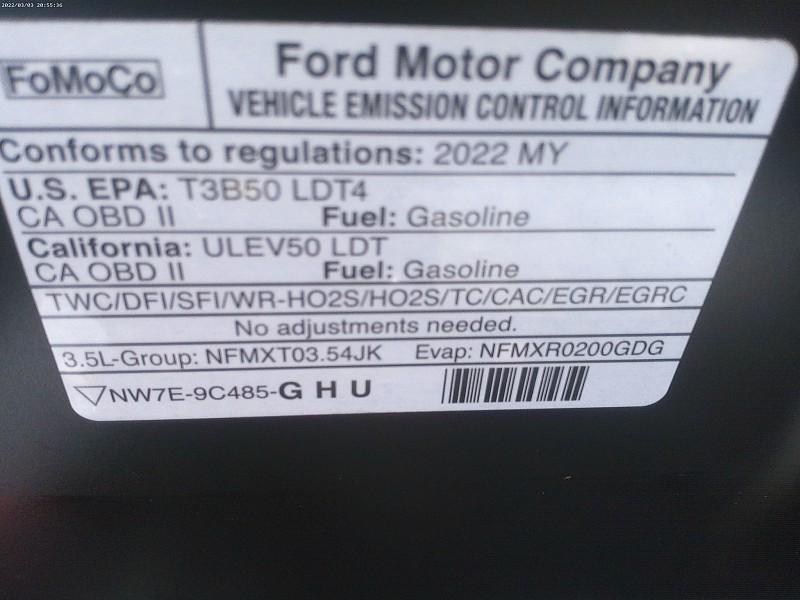 2022/03/03 20:55:36
FoMoCo
Ford Motor Company
VEHICLE EMISSION CONTROL INFORMATION
Conforms to regulations: 2022 MY
U.S. EPA: T3B50 LDT4
CA OBD II Fuel: Gasoline
California: ULEV50 LDT
CA OBD II Fuel: Gasoline
TWC/DFI/SFI/WR-HO2S/HO2S/TC/CAC/EGR/EGRC
No adjustments needed.
3.5L-Group: NFMXT03.54JK Evap: NFMXR0200GDG
NW7E-9C485-G H U